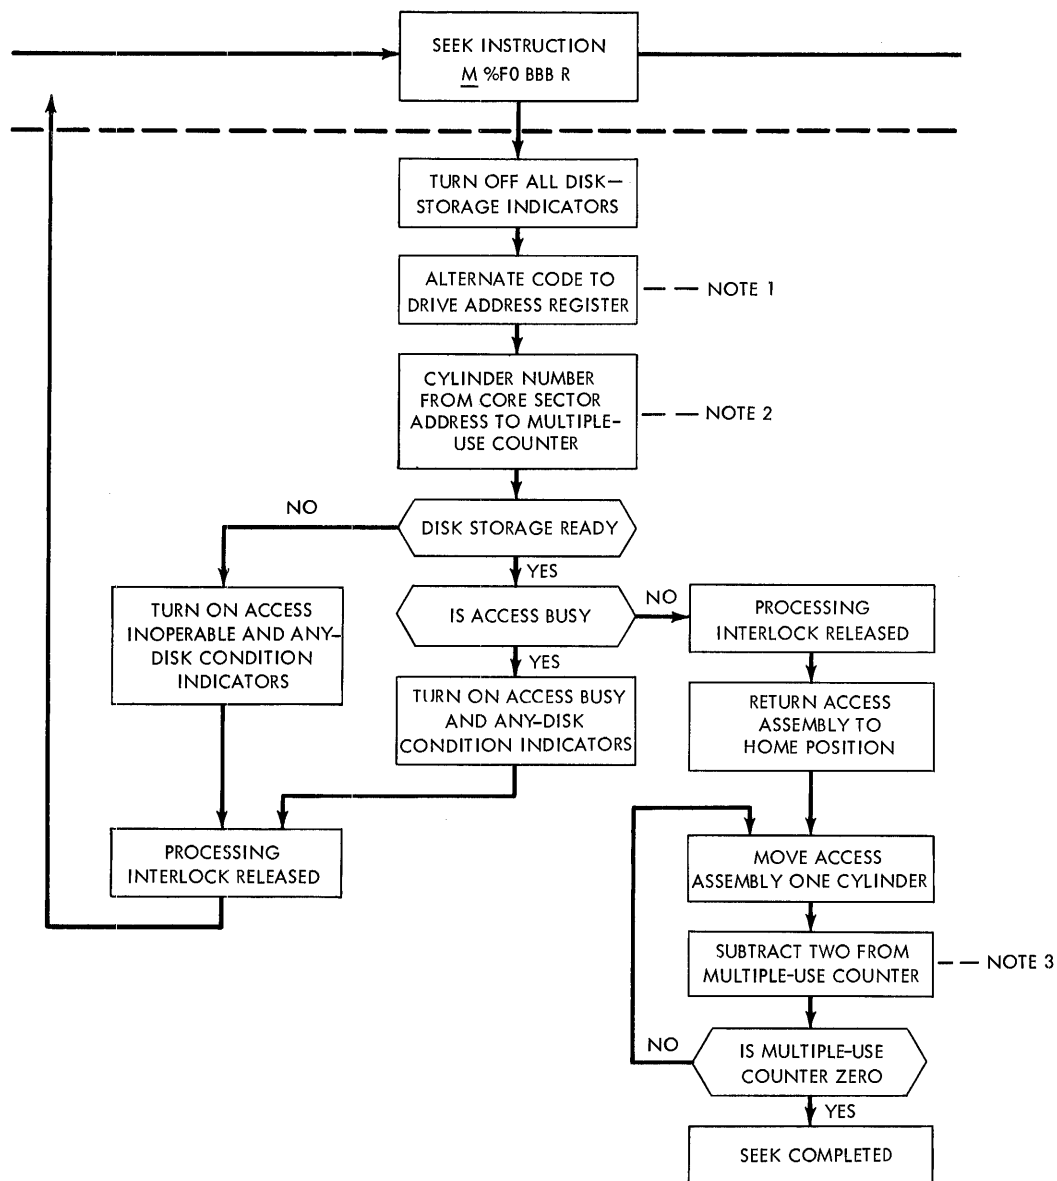 SEEK INSTRUCTION
M %F0 BBB R
TURN OFF ALL DISK–
STORAGE INDICATORS
ALTERNATE CODE TO
DRIVE ADDRESS REGISTER
NOTE 1
CYLINDER NUMBER
FROM CORE SECTOR
ADDRESS TO MULTIPLE–
USE COUNTER
NOTE 2
NO
DISK STORAGE READY
YES
TURN ON ACCESS
INOPERABLE AND ANY–
DISK CONDITION
INDICATORS
IS ACCESS BUSY
NO
PROCESSING
INTERLOCK RELEASED
YES
TURN ON ACCESS BUSY
AND ANY–DISK
CONDITION INDICATORS
RETURN ACCESS
ASSEMBLY TO
HOME POSITION
PROCESSING
INTERLOCK RELEASED
MOVE ACCESS
ASSEMBLY ONE CYLINDER
SUBTRACT TWO FROM
MULTIPLE–USE COUNTER
NOTE 3
NO
IS MULTIPLE–USE
COUNTER ZERO
YES
SEEK COMPLETED